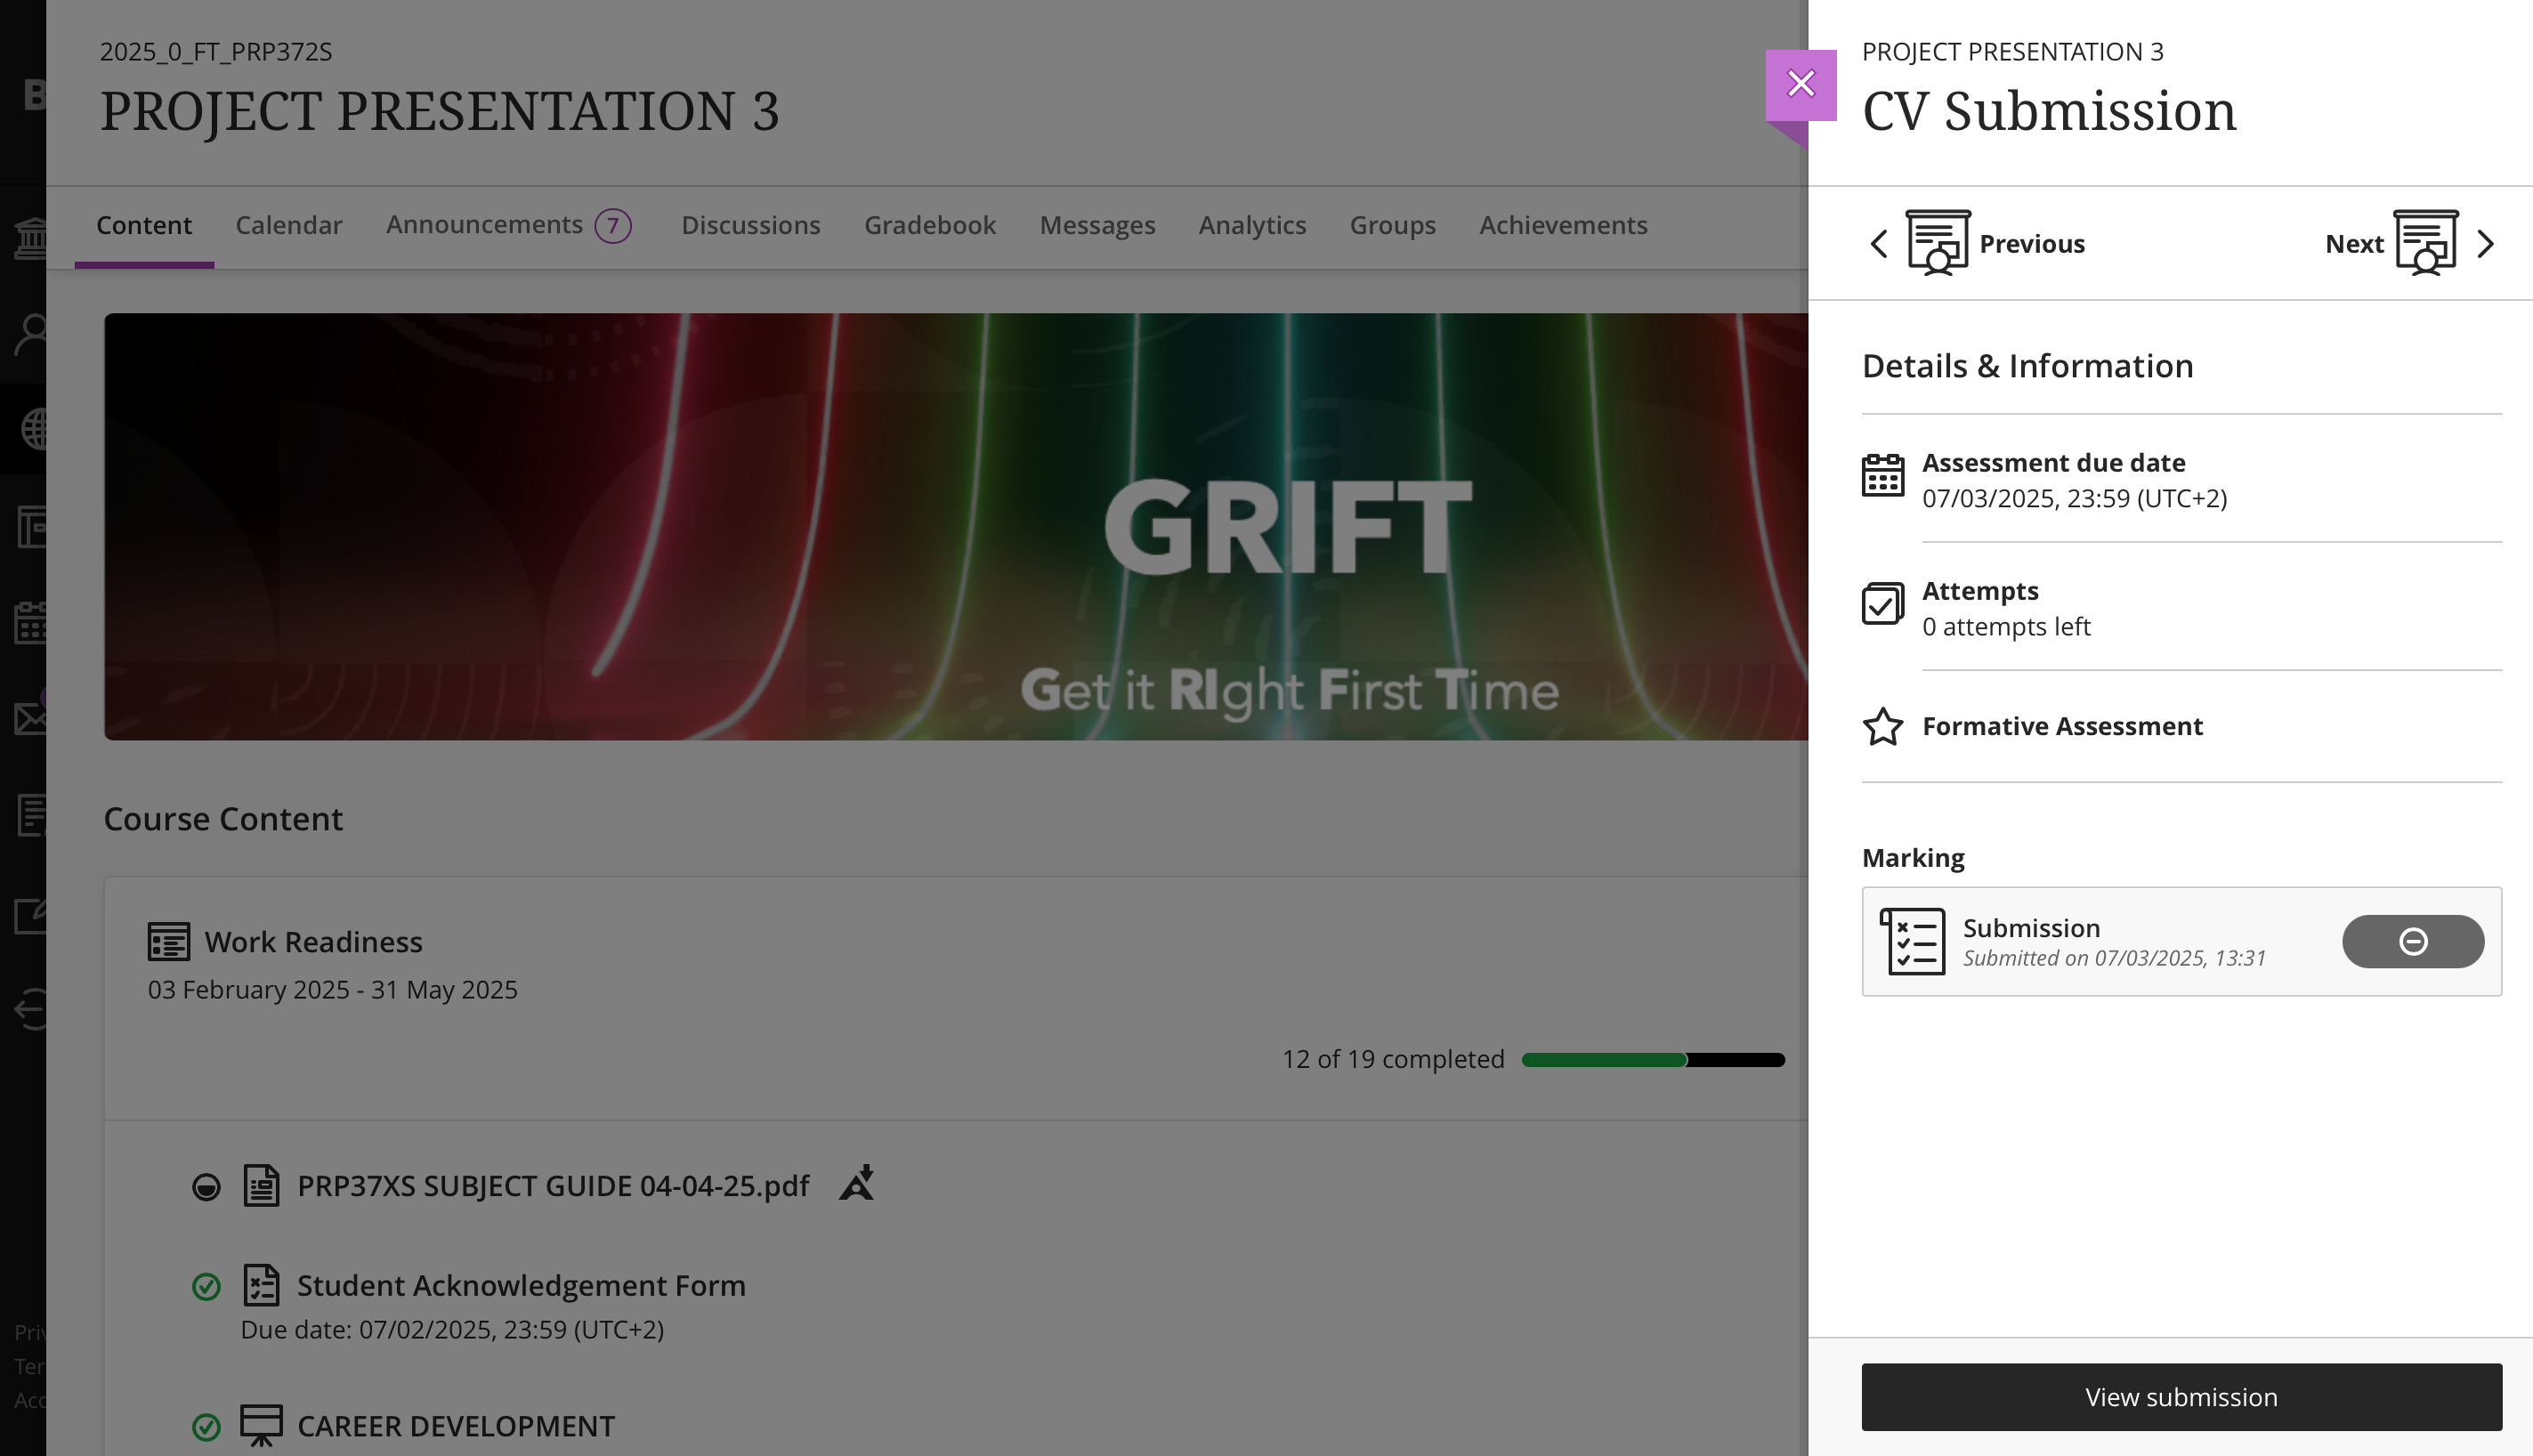 B
2025_0_FT_PRP372S
PROJECT PRESENTATION 3
Content
Calendar
Announcements 7
Discussions
Gradebook
Messages
Analytics
Groups
Achievements
GRIFT
Get it RIght First Time
Course Content
Work Readiness
03 February 2025 - 31 May 2025
12 of 19 completed
PRP37XS SUBJECT GUIDE 04-04-25.pdf
Student Acknowledgement Form
Due date: 07/02/2025, 23:59 (UTC+2)
CAREER DEVELOPMENT
Priv
Ter
Acc
PROJECT PRESENTATION 3
CV Submission
Previous
Next
Details & Information
Assessment due date
07/03/2025, 23:59 (UTC+2)
Attempts
0 attempts left
Formative Assessment
Marking
Submission
Submitted on 07/03/2025, 13:31
View submission